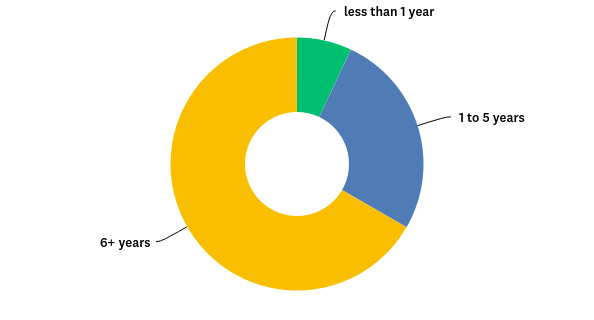 less than 1 year
1 to 5 years
6+ years